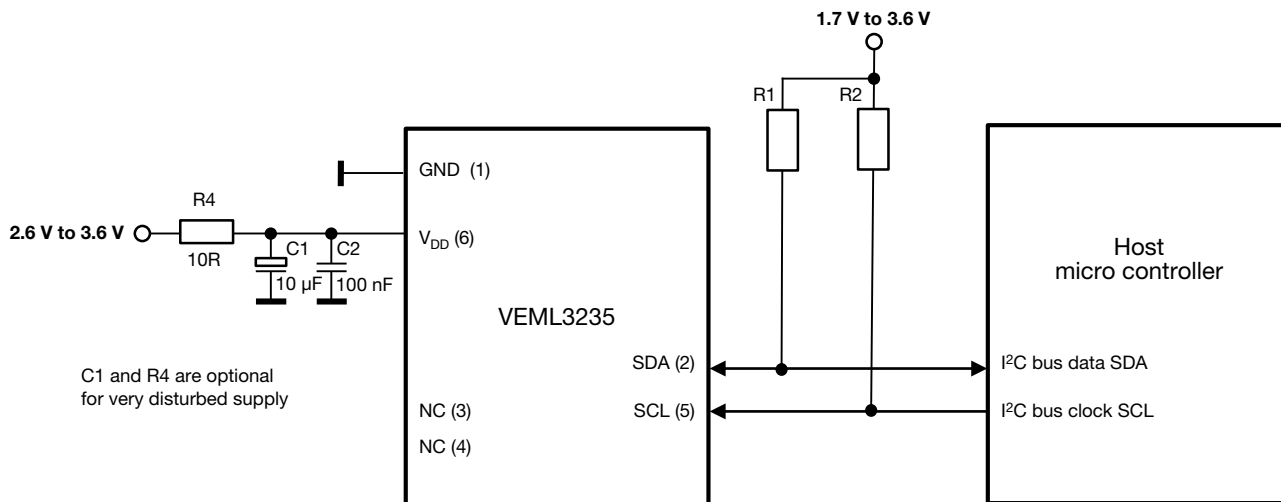 1.7 V to 3.6 V
R1
R2
GND (1)
R4
2.6 V to 3.6 V
10R
C1
C2
10 µF
100 nF
VDD (6)
Host
micro controller
VEML3235
SDA (2)
I²C bus data SDA
C1 and R4 are optional
for very disturbed supply
NC (3)
SCL (5)
I²C bus clock SCL
NC (4)